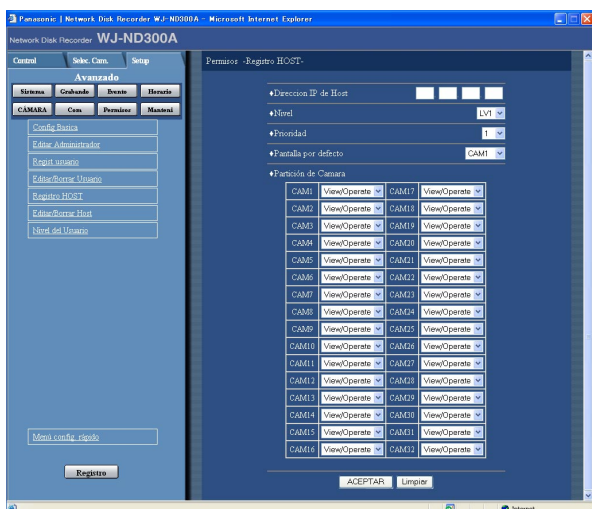 Panasonic | Network Disk Recorder WJ-ND300A - Microsoft Internet Explorer
Network Disk Recorder WJ-ND300A
Control Selec. Cam. Setup
Avanzado
Sistema Grabando Evento Horario
CÁMARA Com Permisos Manteni
Config Basica
Editar Administrador
Regist usuario
Editar/Borrar Usuario
Registro HOST
Editar/Borrar Host
Nivel del Usuario
Menú config. rápido
Registro
Permisos -Registro HOST-
♦Direccion IP de Host
♦Nivel LV1
♦Prioridad 1
♦Pantalla por defecto CAM1
♦Partición de Camara
CAM1 View/Operate CAM17 View/Operate
CAM2 View/Operate CAM18 View/Operate
CAM3 View/Operate CAM19 View/Operate
CAM4 View/Operate CAM20 View/Operate
CAM5 View/Operate CAM21 View/Operate
CAM6 View/Operate CAM22 View/Operate
CAM7 View/Operate CAM23 View/Operate
CAM8 View/Operate CAM24 View/Operate
CAM9 View/Operate CAM25 View/Operate
CAM10 View/Operate CAM26 View/Operate
CAM11 View/Operate CAM27 View/Operate
CAM12 View/Operate CAM28 View/Operate
CAM13 View/Operate CAM29 View/Operate
CAM14 View/Operate CAM30 View/Operate
CAM15 View/Operate CAM31 View/Operate
CAM16 View/Operate CAM32 View/Operate
ACEPTAR Limpiar
Internet